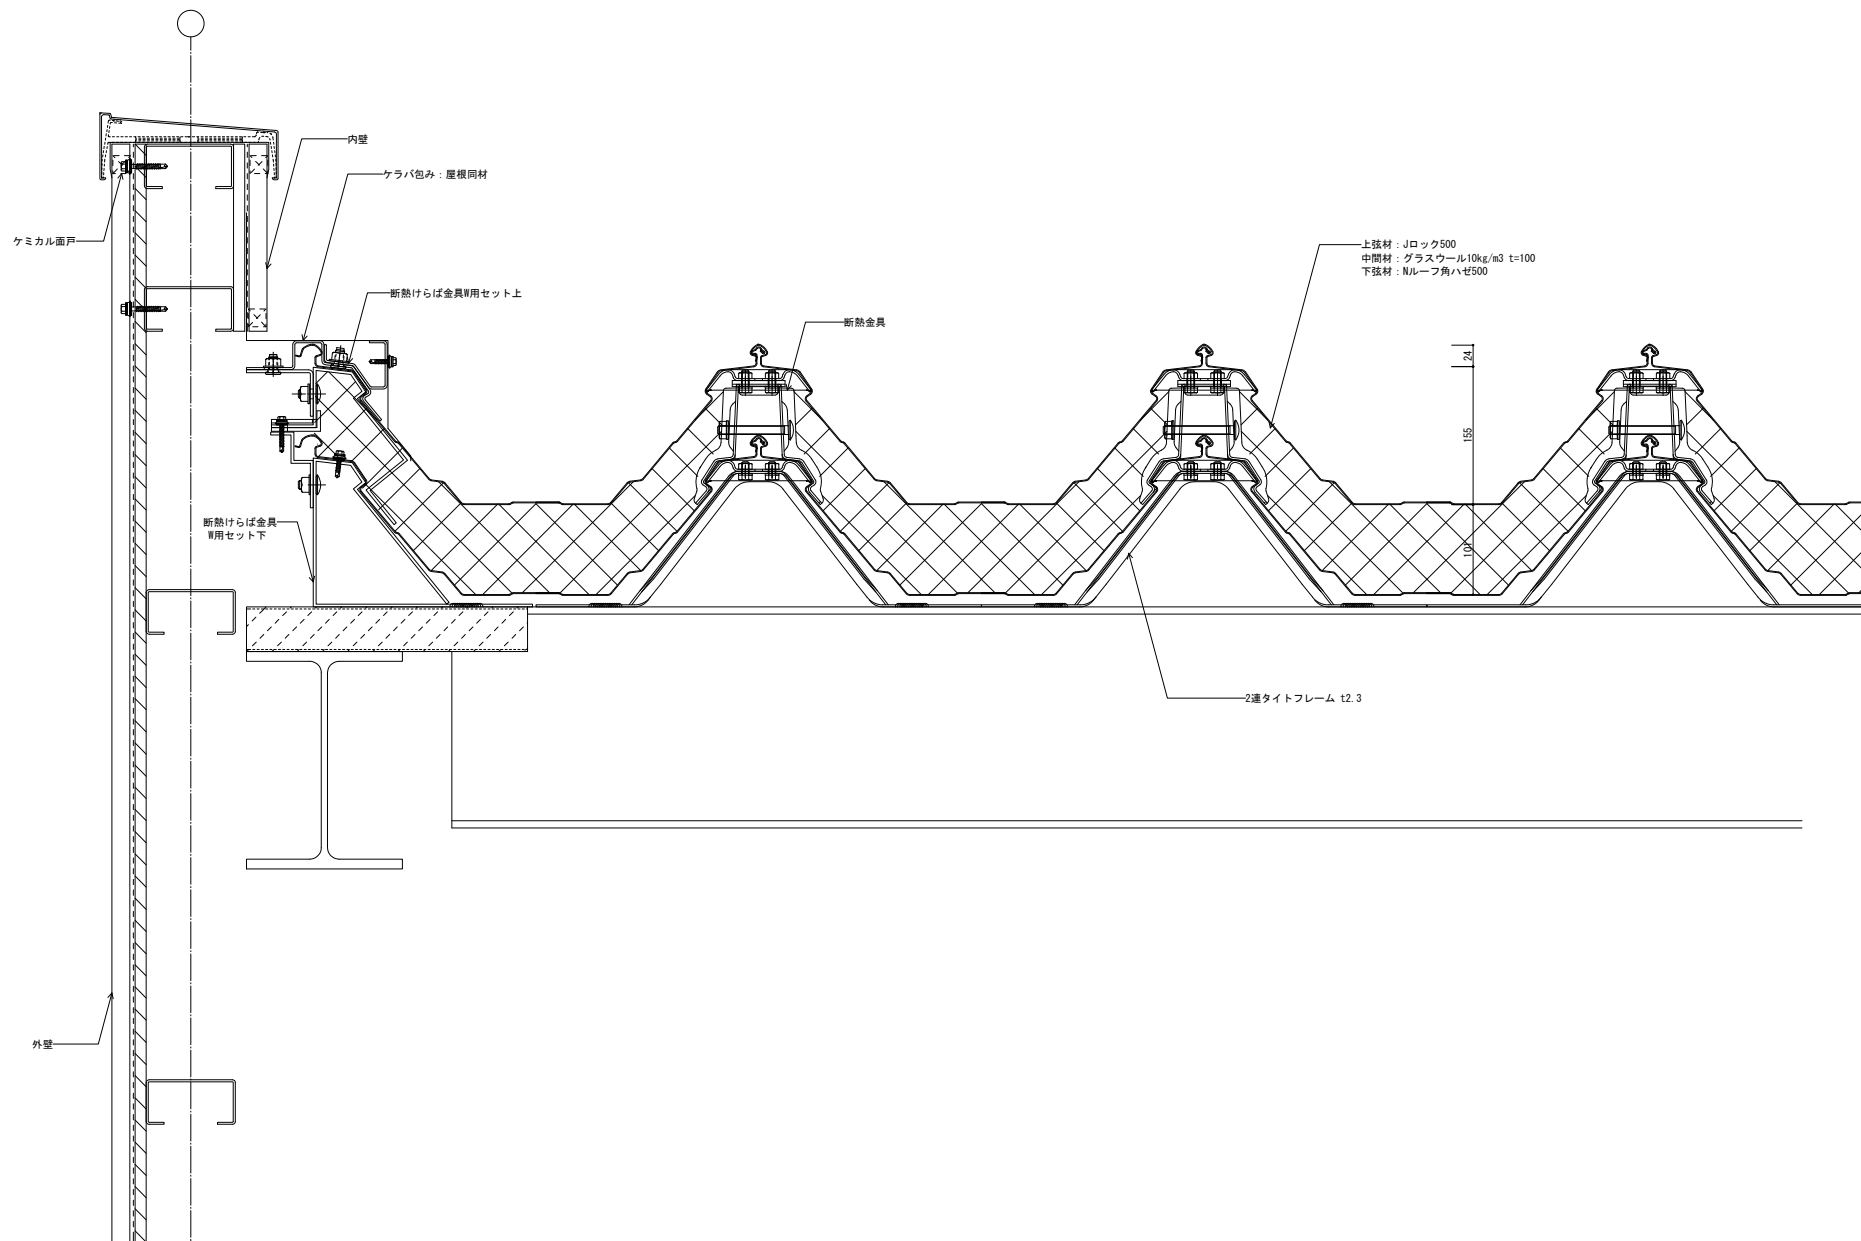 内壁
ケラバ包み：屋根同材
ケミカル面戸
上弦材：Jロック500
中間材：グラスウール10kg/m3 t=100
下弦材：Nルーフ角ハゼ500
断熱けらば金具W用セット上
断熱金具
24
155
断熱けらば金具
W用セット下
101
2連タイトフレーム t2.3
外壁